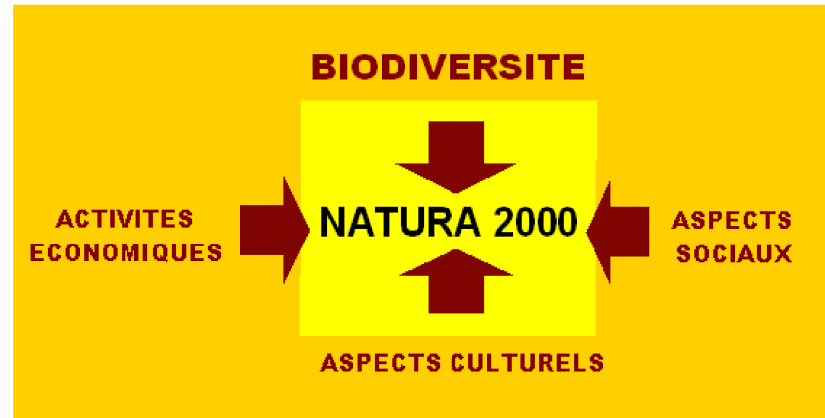 BIODIVERSITE
ACTIVITES
ECONOMIQUES
NATURA 2000
ASPECTS
SOCIAUX
ASPECTS CULTURELS